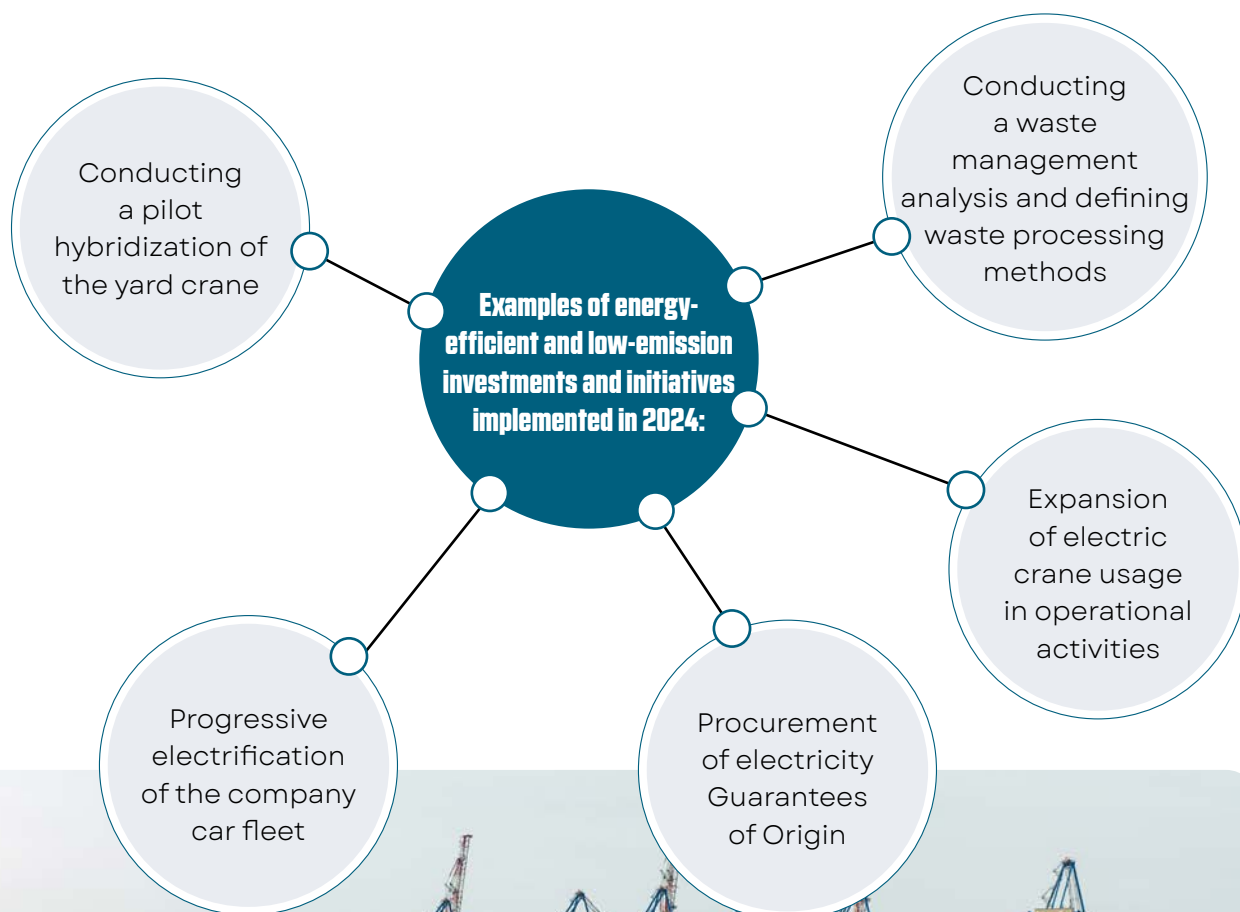 Conducting
a pilot
hybridization of
the yard crane
Examples of energy-
efficient and low-emission
investments and initiatives
implemented in 2024:
Conducting
a waste
management
analysis and defining
waste processing
methods
Expansion
of electric
crane usage
in operational
activities
Procurement
of electricity
Guarantees
of Origin
Progressive
electrification
of the company
car fleet